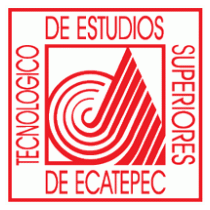 TECNOLOGICO
DE ESTUDIOS
SUPERIORES
DE ECATEPEC